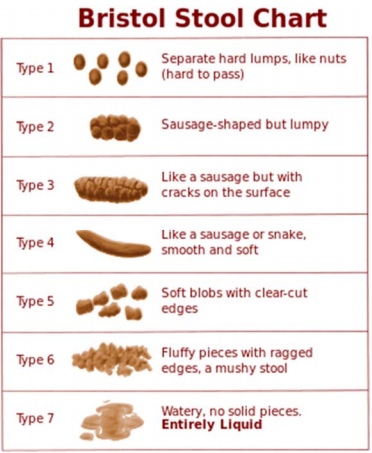 Bristol Stool Chart
Type 1
Separate hard lumps, like nuts
(hard to pass)
Type 2
Sausage-shaped but lumpy
Type 3
Like a sausage but with
cracks on the surface
Type 4
Like a sausage or snake,
smooth and soft
Type 5
Soft blobs with clear-cut
edges
Type 6
Fluffy pieces with ragged
edges, a mushy stool
Type 7
Watery, no solid pieces.
Entirely Liquid